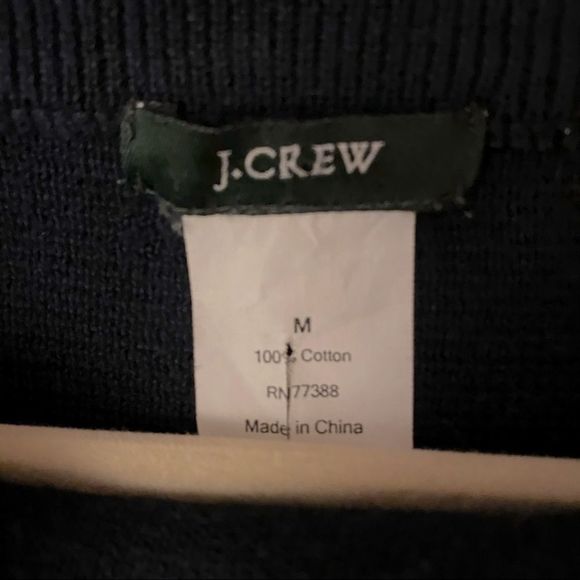 J.CREW
M
100% Cotton
RN77388
Made in China